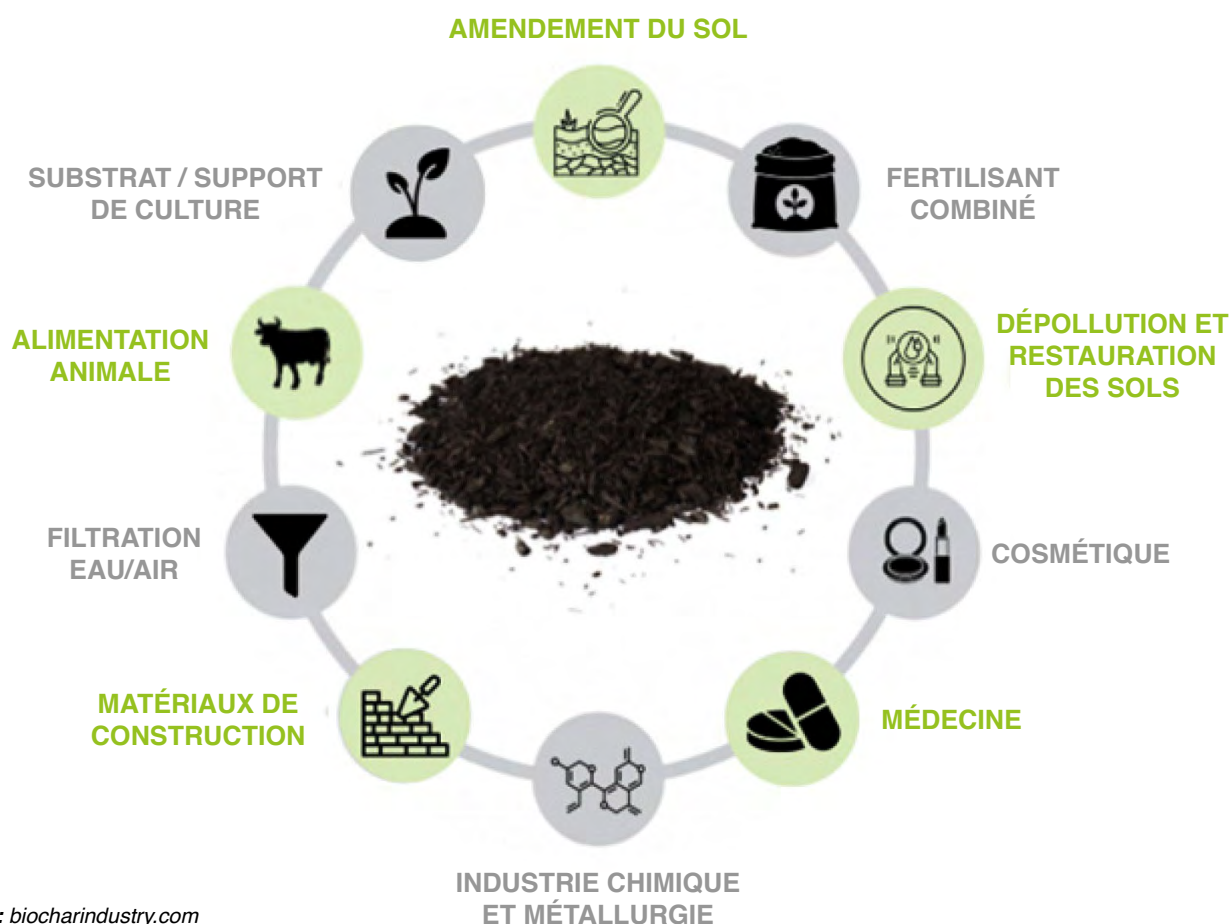 AMENDEMENT DU SOL
SUBSTRAT / SUPPORT
DE CULTURE
FERTILISANT
COMBINÉ
ALIMENTATION
ANIMALE
DÉPOLLUTION ET
RESTAURATION
DES SOLS
FILTRATION
EAU/AIR
COSMÉTIQUE
MATÉRIAUX DE
CONSTRUCTION
MÉDECINE
INDUSTRIE CHIMIQUE
ET MÉTALLURGIE
: biocharindustry.com